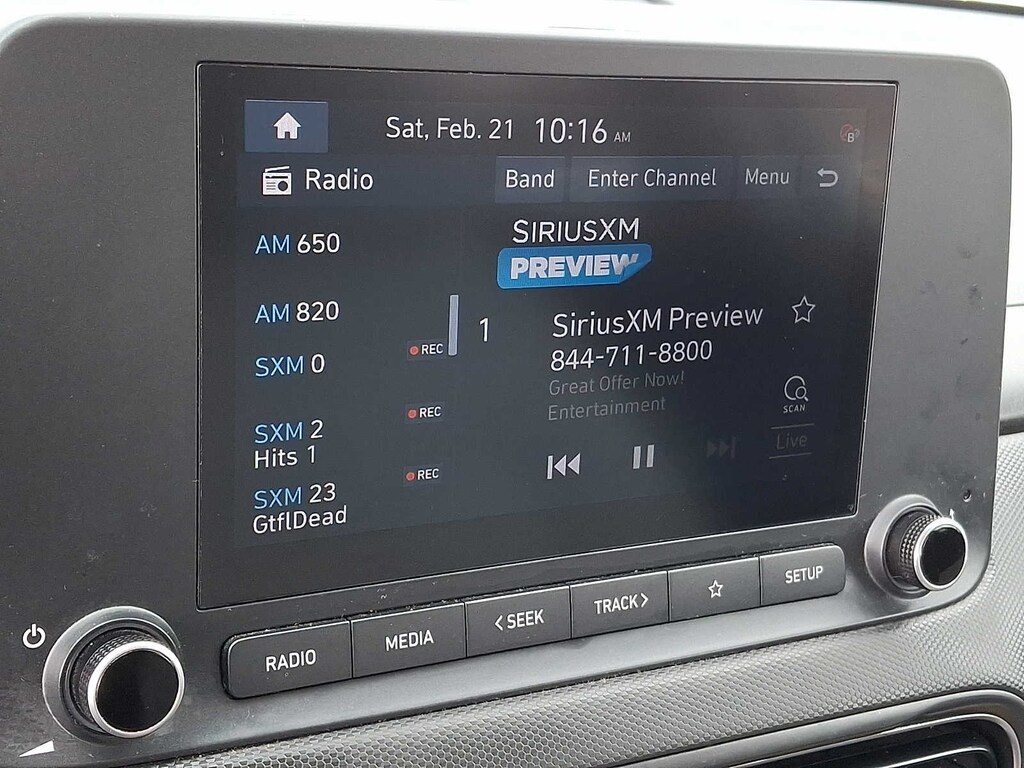 Sat, Feb. 21 10:16 AM
B
Radio Band Enter Channel Menu
AM 650
AM 820
SXM 0
REC
SXM 2
Hits 1
REC
SXM 23
GtflDead
REC
SIRIUSXM
PREVIEW
1
SiriusXM Preview
844-711-8800
Great Offer Now!
Entertainment
SCAN
Live
RADIO MEDIA < SEEK TRACK > SETUP